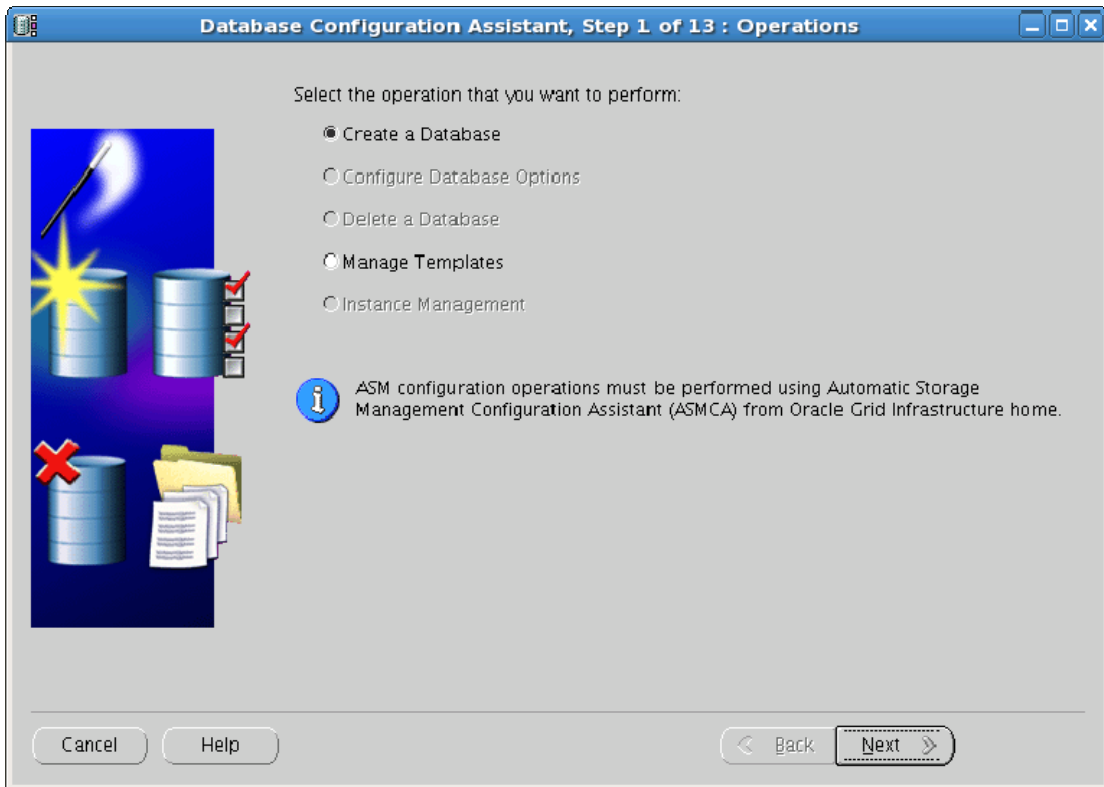 Database Configuration Assistant, Step 1 of 13 : Operations
Select the operation that you want to perform:
Create a Database
Configure Database Options
Delete a Database
Manage Templates
Instance Management
ASM configuration operations must be performed using Automatic Storage
Management Configuration Assistant (ASMCA) from Oracle Grid Infrastructure home.
Cancel
Help
Back
Next